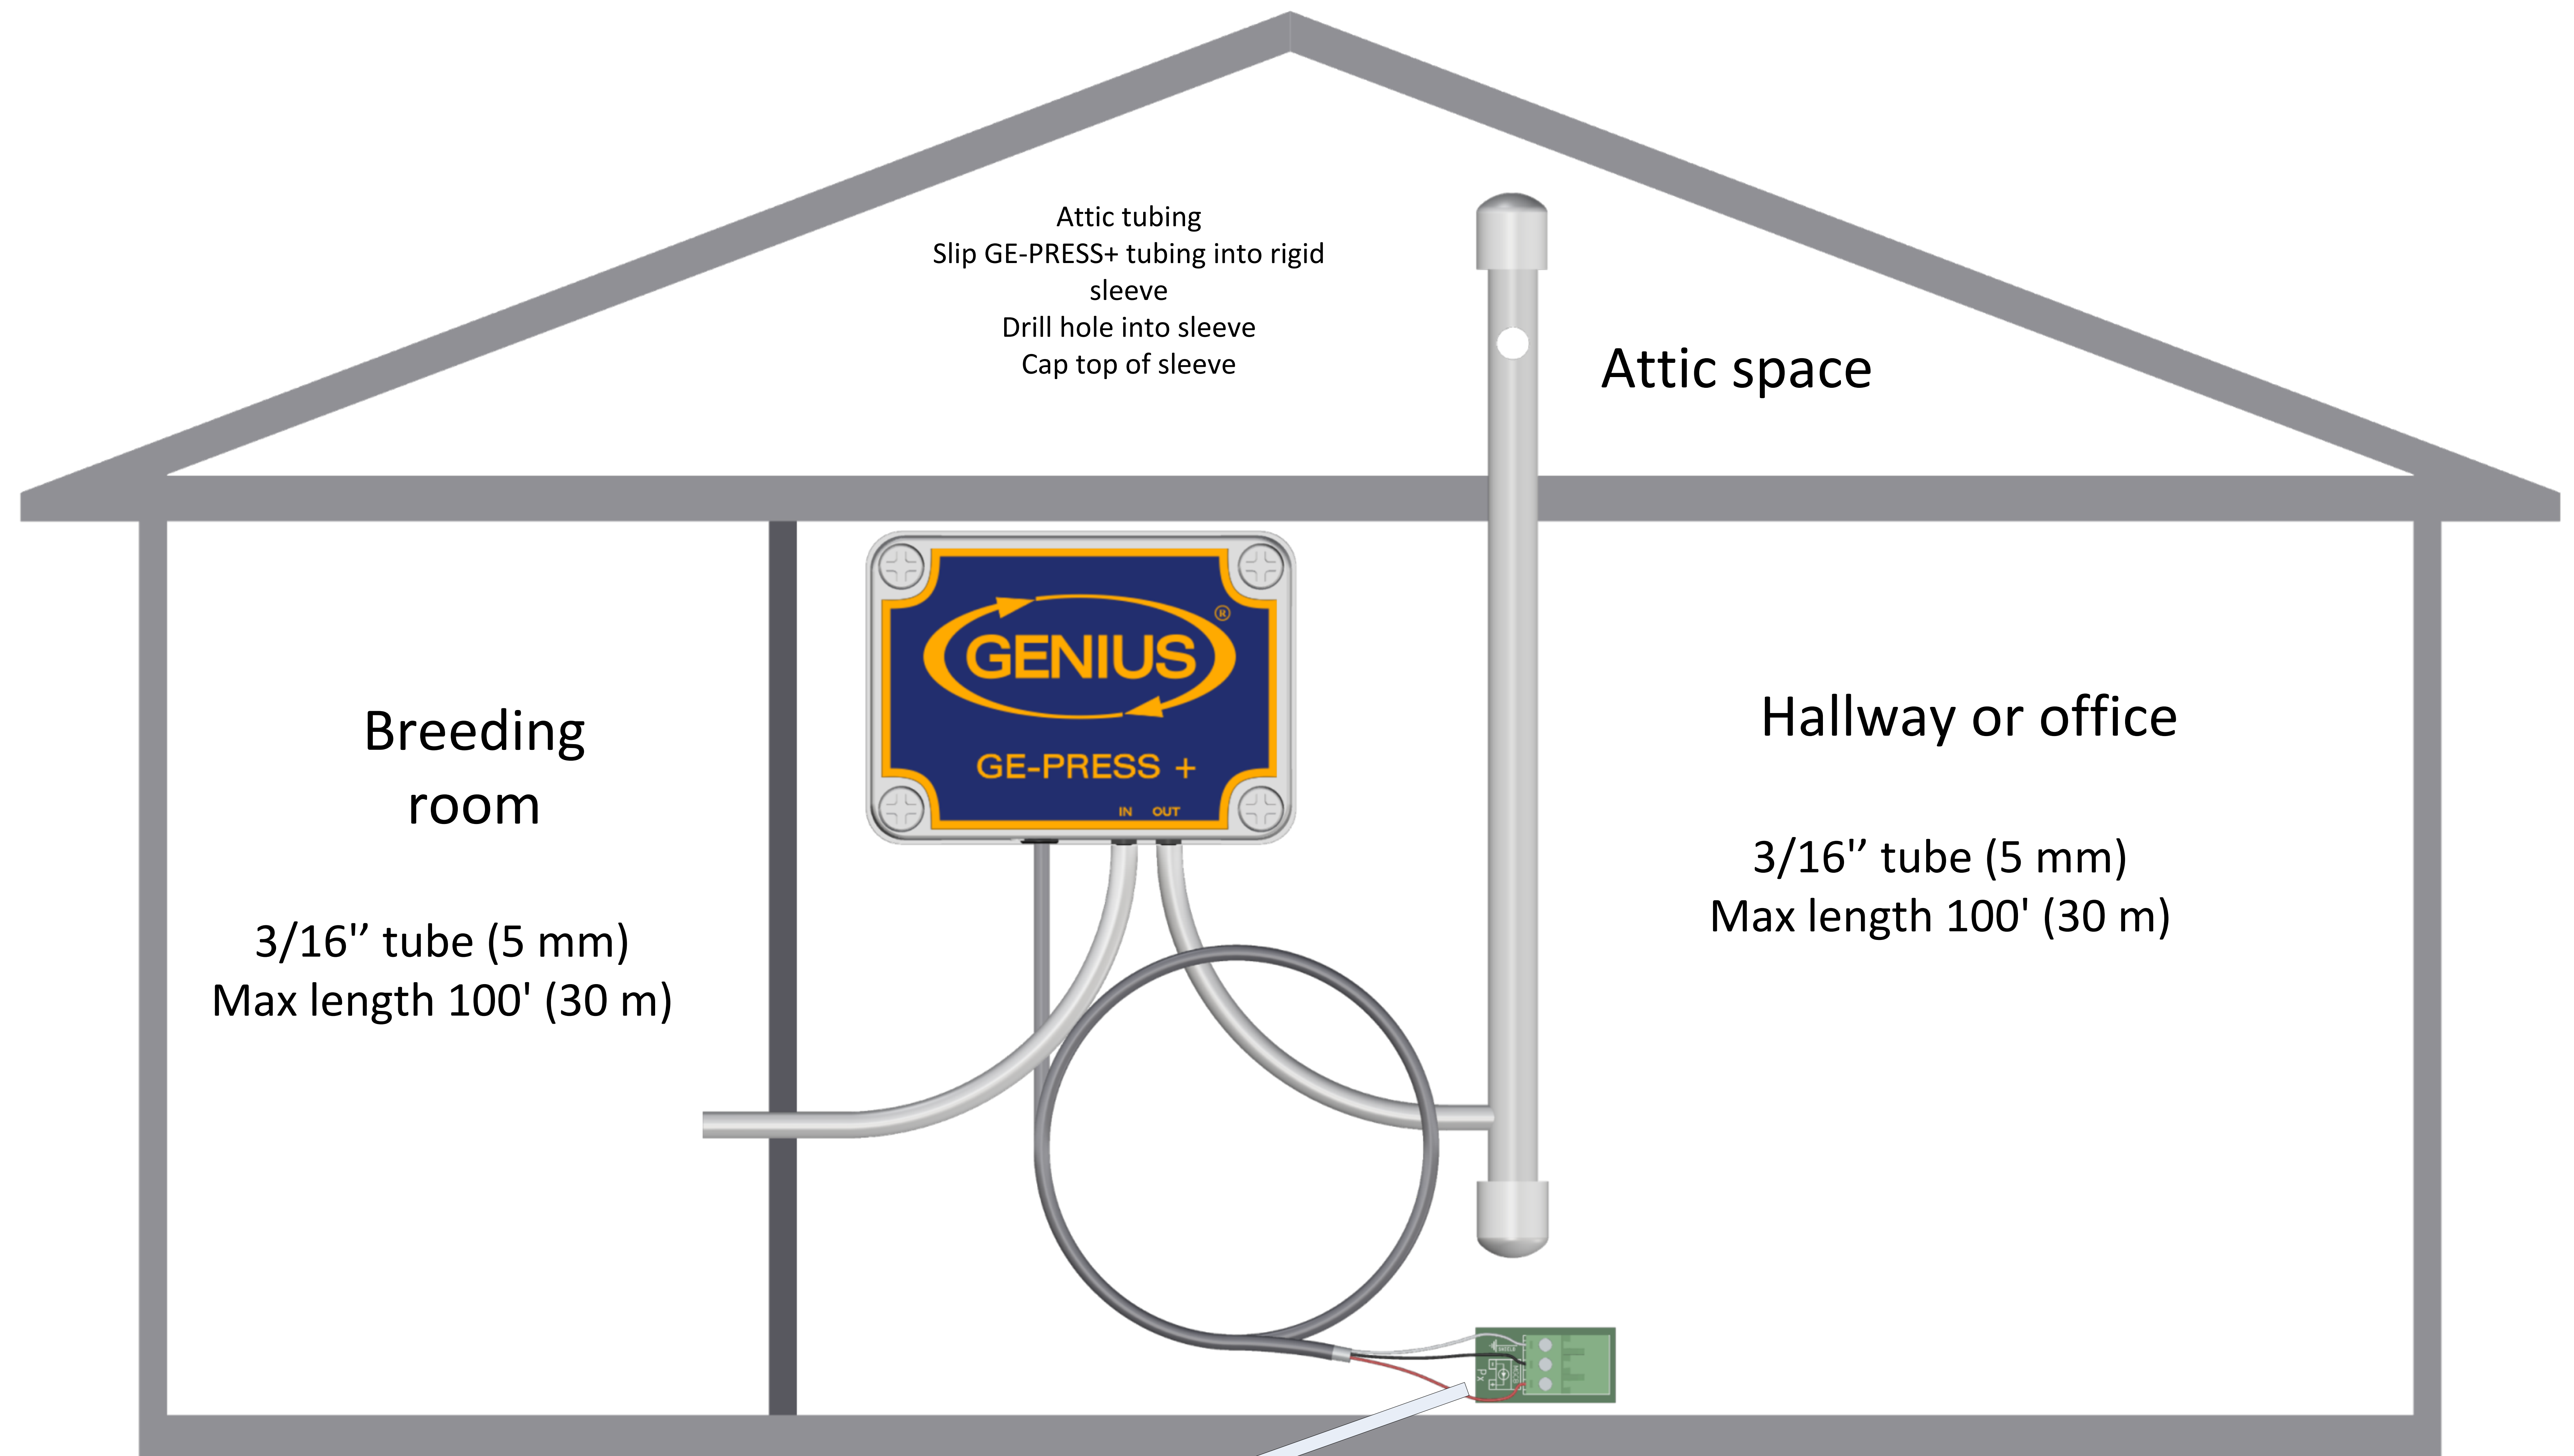 Attic tubing
Slip GE-PRESS+ tubing into rigid
sleeve
Drill hole into sleeve
Cap top of sleeve
Attic space
GENIUS®
GE-PRESS +
IN OUT
Breeding
room
3/16'’ tube (5 mm)
Max length 100' (30 m)
Hallway or office
3/16'’ tube (5 mm)
Max length 100' (30 m)
SHIELD